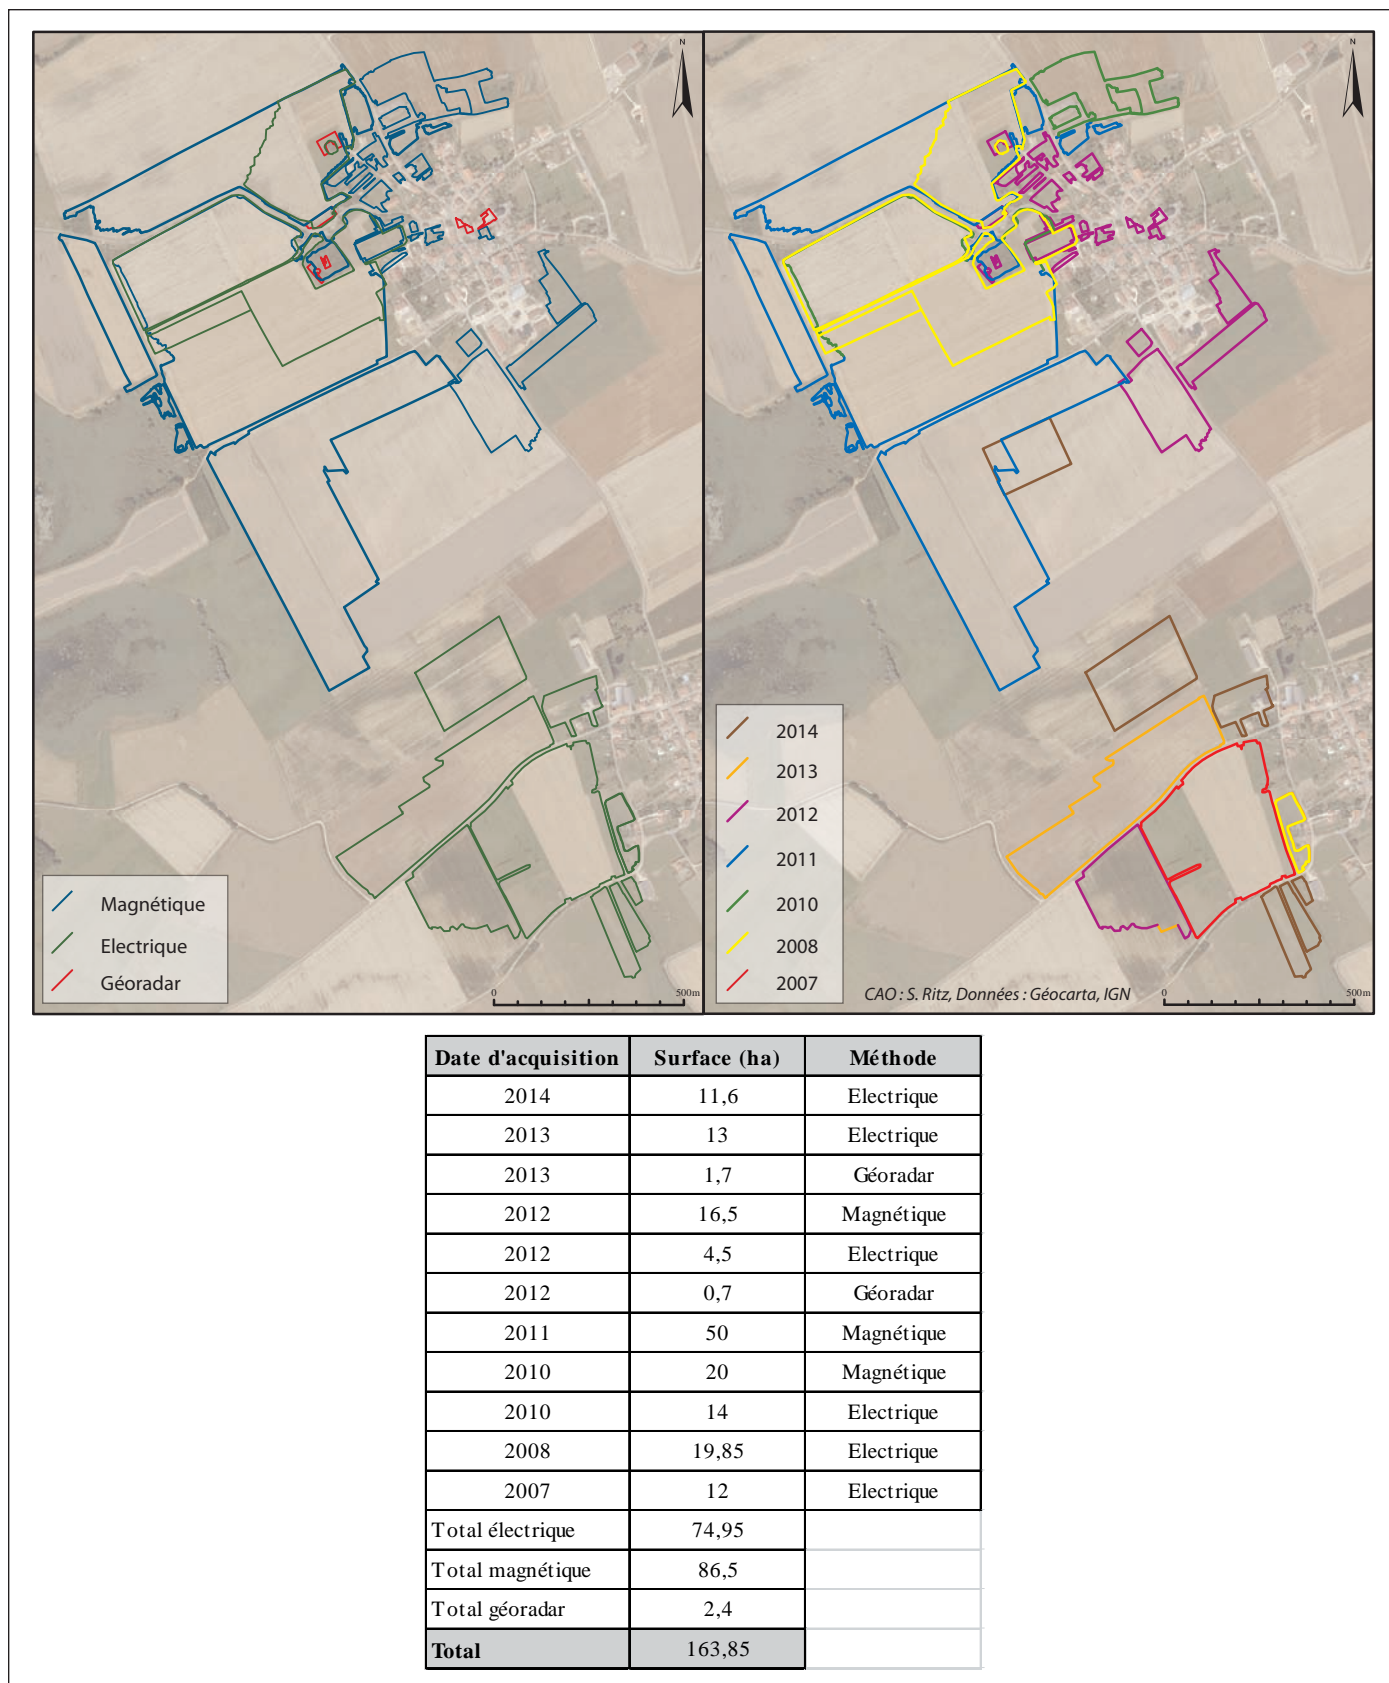 N
Magnétique
Electrique
Géoradar
0 500m
N
2014
2013
2012
2011
2010
2008
2007
CAO : S. Ritz, Données : Géocarta, IGN
0 500m
Date d'acquisition Surface (ha) Méthode
2014 11,6 Electrique
2013 13 Electrique
2013 1,7 Géoradar
2012 16,5 Magnétique
2012 4,5 Electrique
2012 0,7 Géoradar
2011 50 Magnétique
2010 20 Magnétique
2010 14 Electrique
2008 19,85 Electrique
2007 12 Electrique
Total électrique 74,95
Total magnétique 86,5
Total géoradar 2,4
Total 163,85